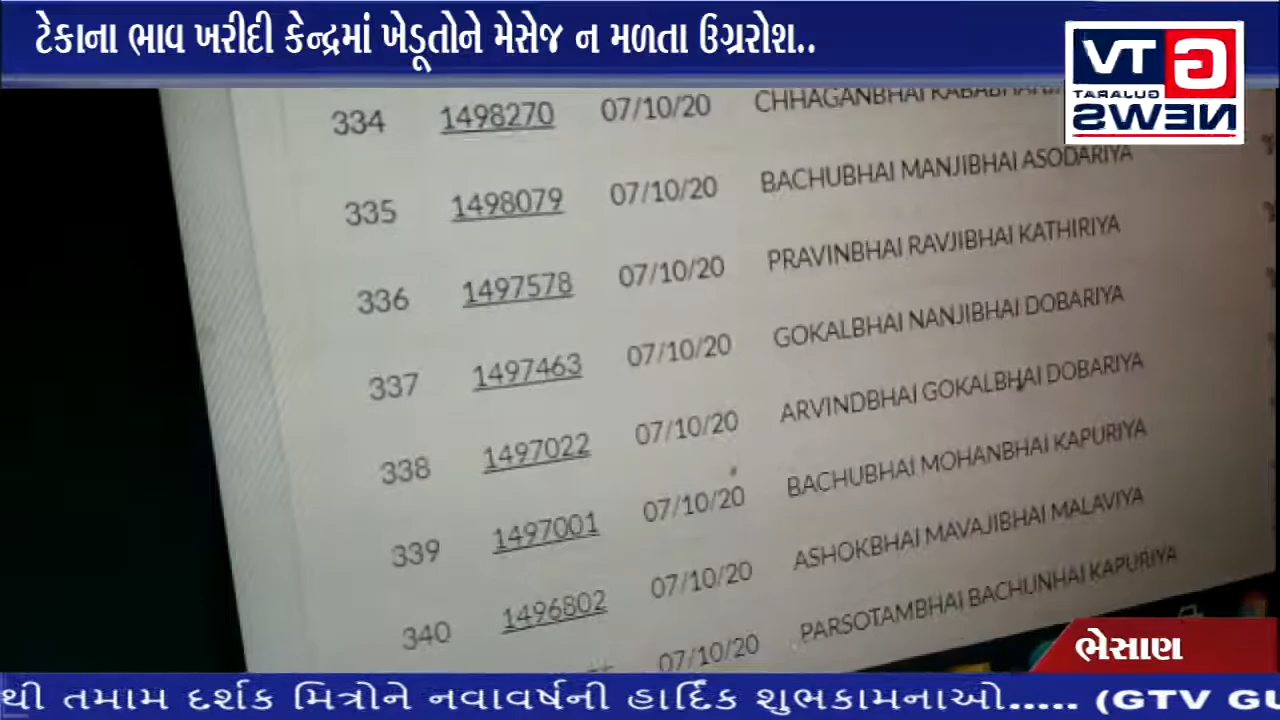 ટેકાના ભાવ ખરીદી કેન્દ્રમાં ખેડૂતોને મેસેજ ન મળતા ઉગ્રરોશ..
G TV
GUJARAT
NEWS
334 1498270 07/10/20 CHHAGANBHAI
335 1498079 07/10/20 BACHUBHAI MANJIBHAI ASODARIYA
336 1497578 07/10/20 PRAVINBHAI RAVJIBHAI KATHIRIYA
337 1497463 07/10/20 GOKALBHAI NANJIBHAI DOBARIYA
338 1497022 07/10/20 ARVINDBHAI GOKALBHAI DOBARIYA
339 1497001 07/10/20 BACHUBHAI MOHANBHAI KAPURIYA
340 1496802 07/10/20 ASHOKBHAI MAVAJIBHAI MALAVIYA
07/10/20 PARSOTAMBHAI BACHUNHAI KAPURIYA
ભેસાણ
થી તમામ દર્શક મિત્રોને નવાવર્ષની હાર્દિક શુભકામનાઓ..... (GTV GU